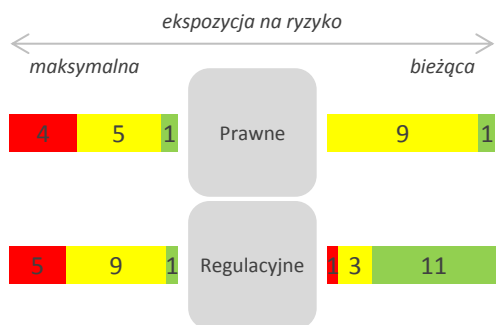 ekspozycja na ryzyko
maksymalna bieżąca
4 5 1 Prawne 9 1
5 9 1 Regulacyjne 1 3 11